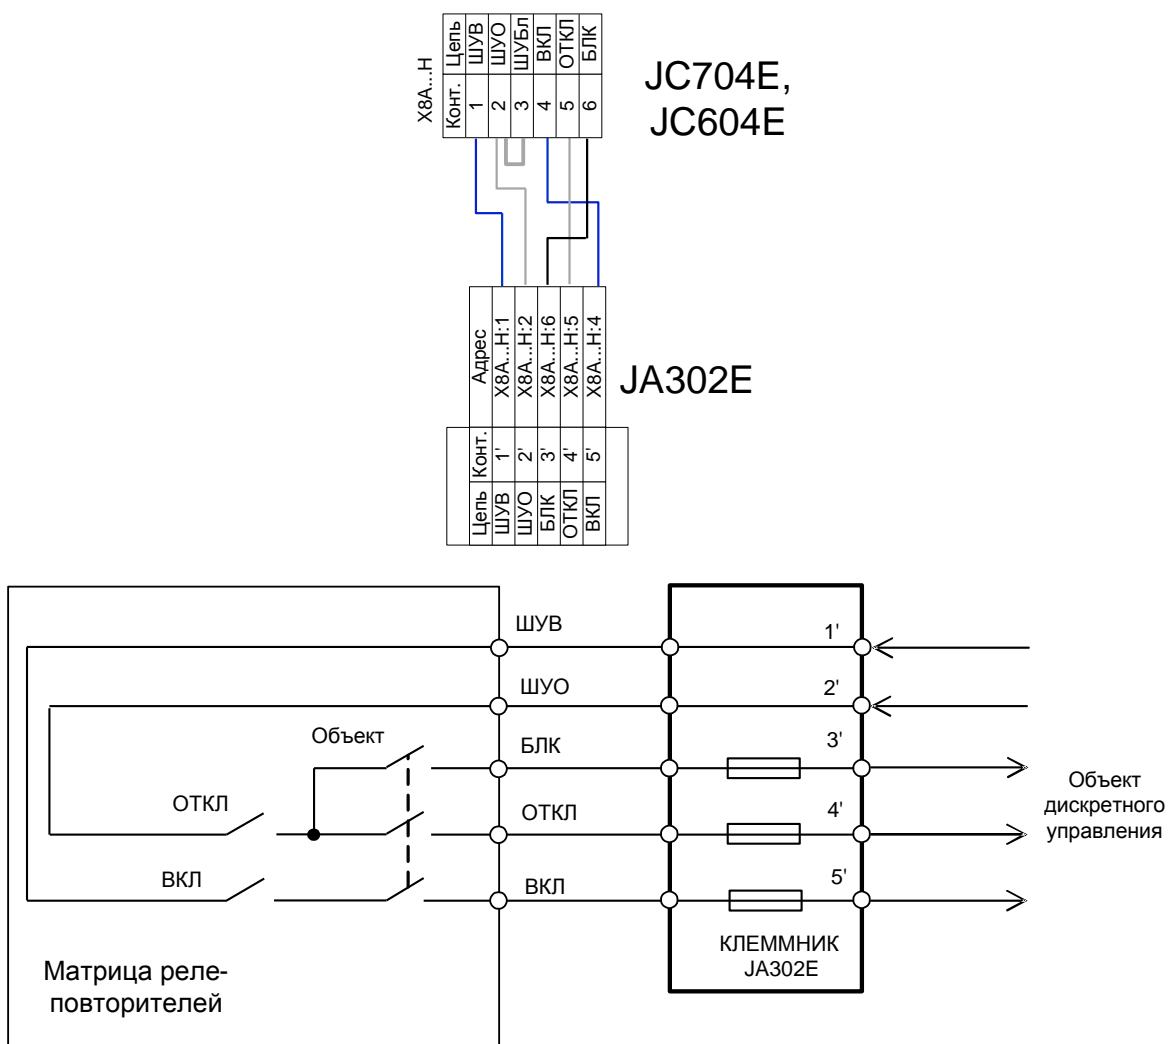 X8A...H
Цепь ШУВ ШУО ШУБл ВКЛ ОТКЛ БЛК
Конт. 1 2 3 4 5 6
JC704E,
JC604E
Адрес X8A...H:1 X8A...H:2 X8A...H:6 X8A...H:5 X8A...H:4
JA302E
Конт. 1' 2' 3' 4' 5'
Цепь ШУВ ШУО БЛК ОТКЛ ВКЛ
ШУВ
1'
ШУО
2'
Объект
БЛК
3'
ОТКЛ
ОТКЛ
4'
ВКЛ
ВКЛ
5'
Объект
дискретного
управления
КЛЕММНИК
JA302E
Матрица реле-
повторителей